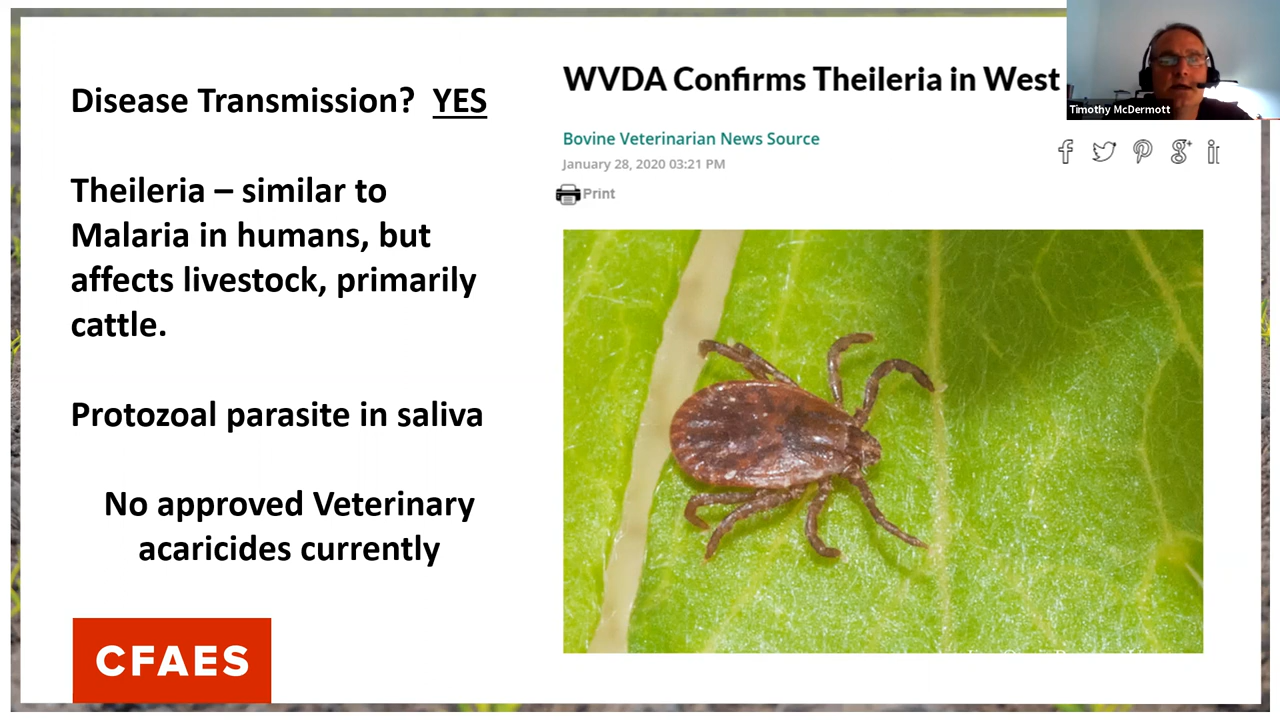 Disease Transmission? YES
Theileria – similar to
Malaria in humans, but
affects livestock, primarily
cattle.
Protozoal parasite in saliva
No approved Veterinary
acaricides currently
CFAES
WVDA Confirms Theileria in West
Bovine Veterinarian News Source
January 28, 2020 03:21 PM
Print
Timothy McDermott